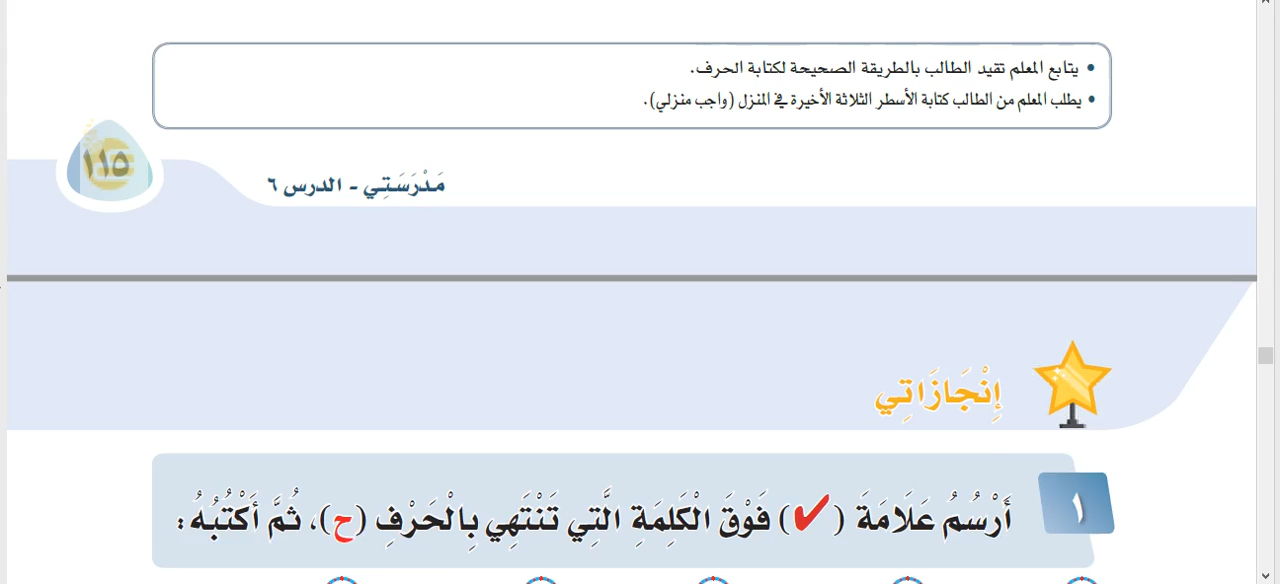 • يتابع المعلم تقيد الطالب بالطريقة الصحيحة لكتابة الحرف.
• يطلب المعلم من الطالب كتابة الأسطر الثلاثة الأخيرة في المنزل (واجب منزلي).
١١٥
مَدْرَسَتِي - الدرس ٦
إِنْجَازَاتِي
١
أَرْسُمُ عَلَامَةَ (✔) فَوْقَ الْكَلِمَةِ الَّتِي تَنْتَهِي بِالْحَرْفِ (ح)، ثُمَّ أَكْتُبُهُ: